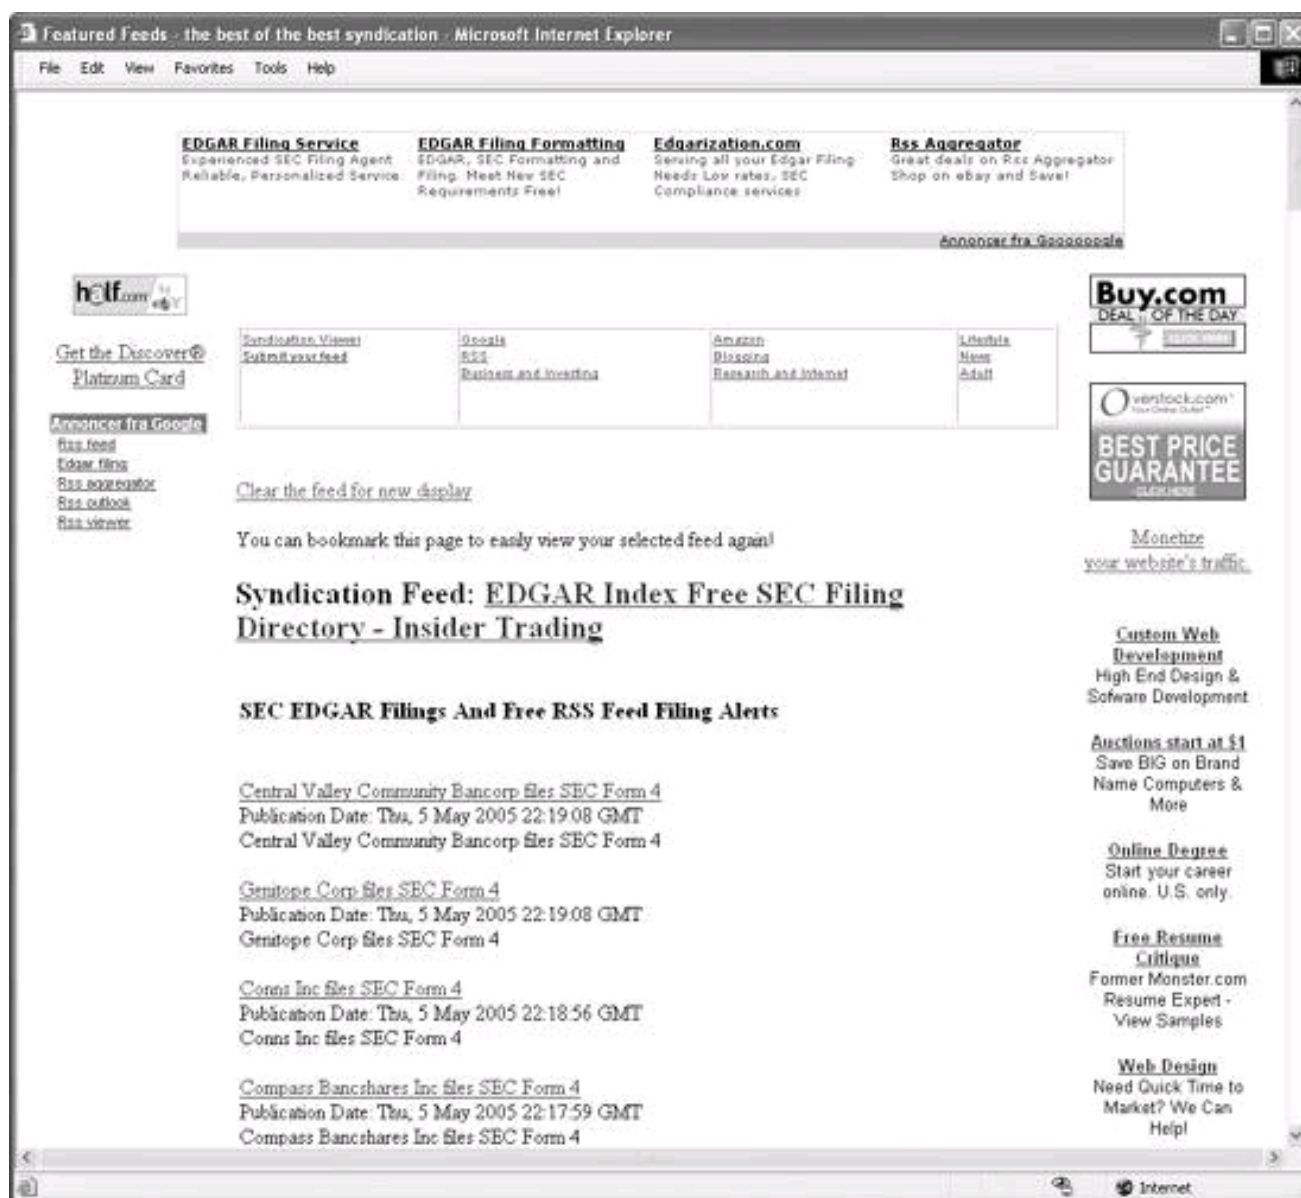 Featured Feeds - the best of the best syndication - Microsoft Internet Explorer
File Edit View Favorites Tools Help
EDGAR Filing Service
Experienced SEC Filing Agent
Reliable, Personalized Service
EDGAR Filing Formatting
EDGAR, SEC Formatting and
Filing. Meet New SEC
Requirements Free!
Edgarization.com
Serving all your Edgar Filing
Needs Low rates, SEC
Compliance services
Rss Aggregator
Great deals on Rss Aggregator
Shop on eBay and Save!
Annoncer fra Goooooogle
half.com by ebY
Get the Discover®
Platinum Card
Annoncer fra Google
Rss feed
Edgar filing
Rss aggregator
Rss outlook
Rss viewer
Syndication Viewer
Submit your feed
Google
RSS
Business and Investing
Amazon
Blogging
Research and Internet
Lifestyle
News
Adult
Clear the feed for new display
You can bookmark this page to easily view your selected feed again!
Syndication Feed: EDGAR Index Free SEC Filing
Directory - Insider Trading
SEC EDGAR Filings And Free RSS Feed Filing Alerts
Central Valley Community Bancorp files SEC Form 4
Publication Date: Thu, 5 May 2005 22:19:08 GMT
Central Valley Community Bancorp files SEC Form 4
Genitope Corp files SEC Form 4
Publication Date: Thu, 5 May 2005 22:19:08 GMT
Genitope Corp files SEC Form 4
Conns Inc files SEC Form 4
Publication Date: Thu, 5 May 2005 22:18:56 GMT
Conns Inc files SEC Form 4
Compass Bancshares Inc files SEC Form 4
Publication Date: Thu, 5 May 2005 22:17:59 GMT
Compass Bancshares Inc files SEC Form 4
Buy.com
DEAL OF THE DAY
Overstock.com
Your Online Outlet
BEST PRICE
GUARANTEE
CLICK HERE
Monetize
your website's traffic.
Custom Web
Development
High End Design &
Sofware Development
Auctions start at $1
Save BIG on Brand
Name Computers &
More
Online Degree
Start your career
online. U.S. only.
Free Resume
Critique
Former Monster.com
Resume Expert -
View Samples
Web Design
Need Quick Time to
Market? We Can
Help!
Internet